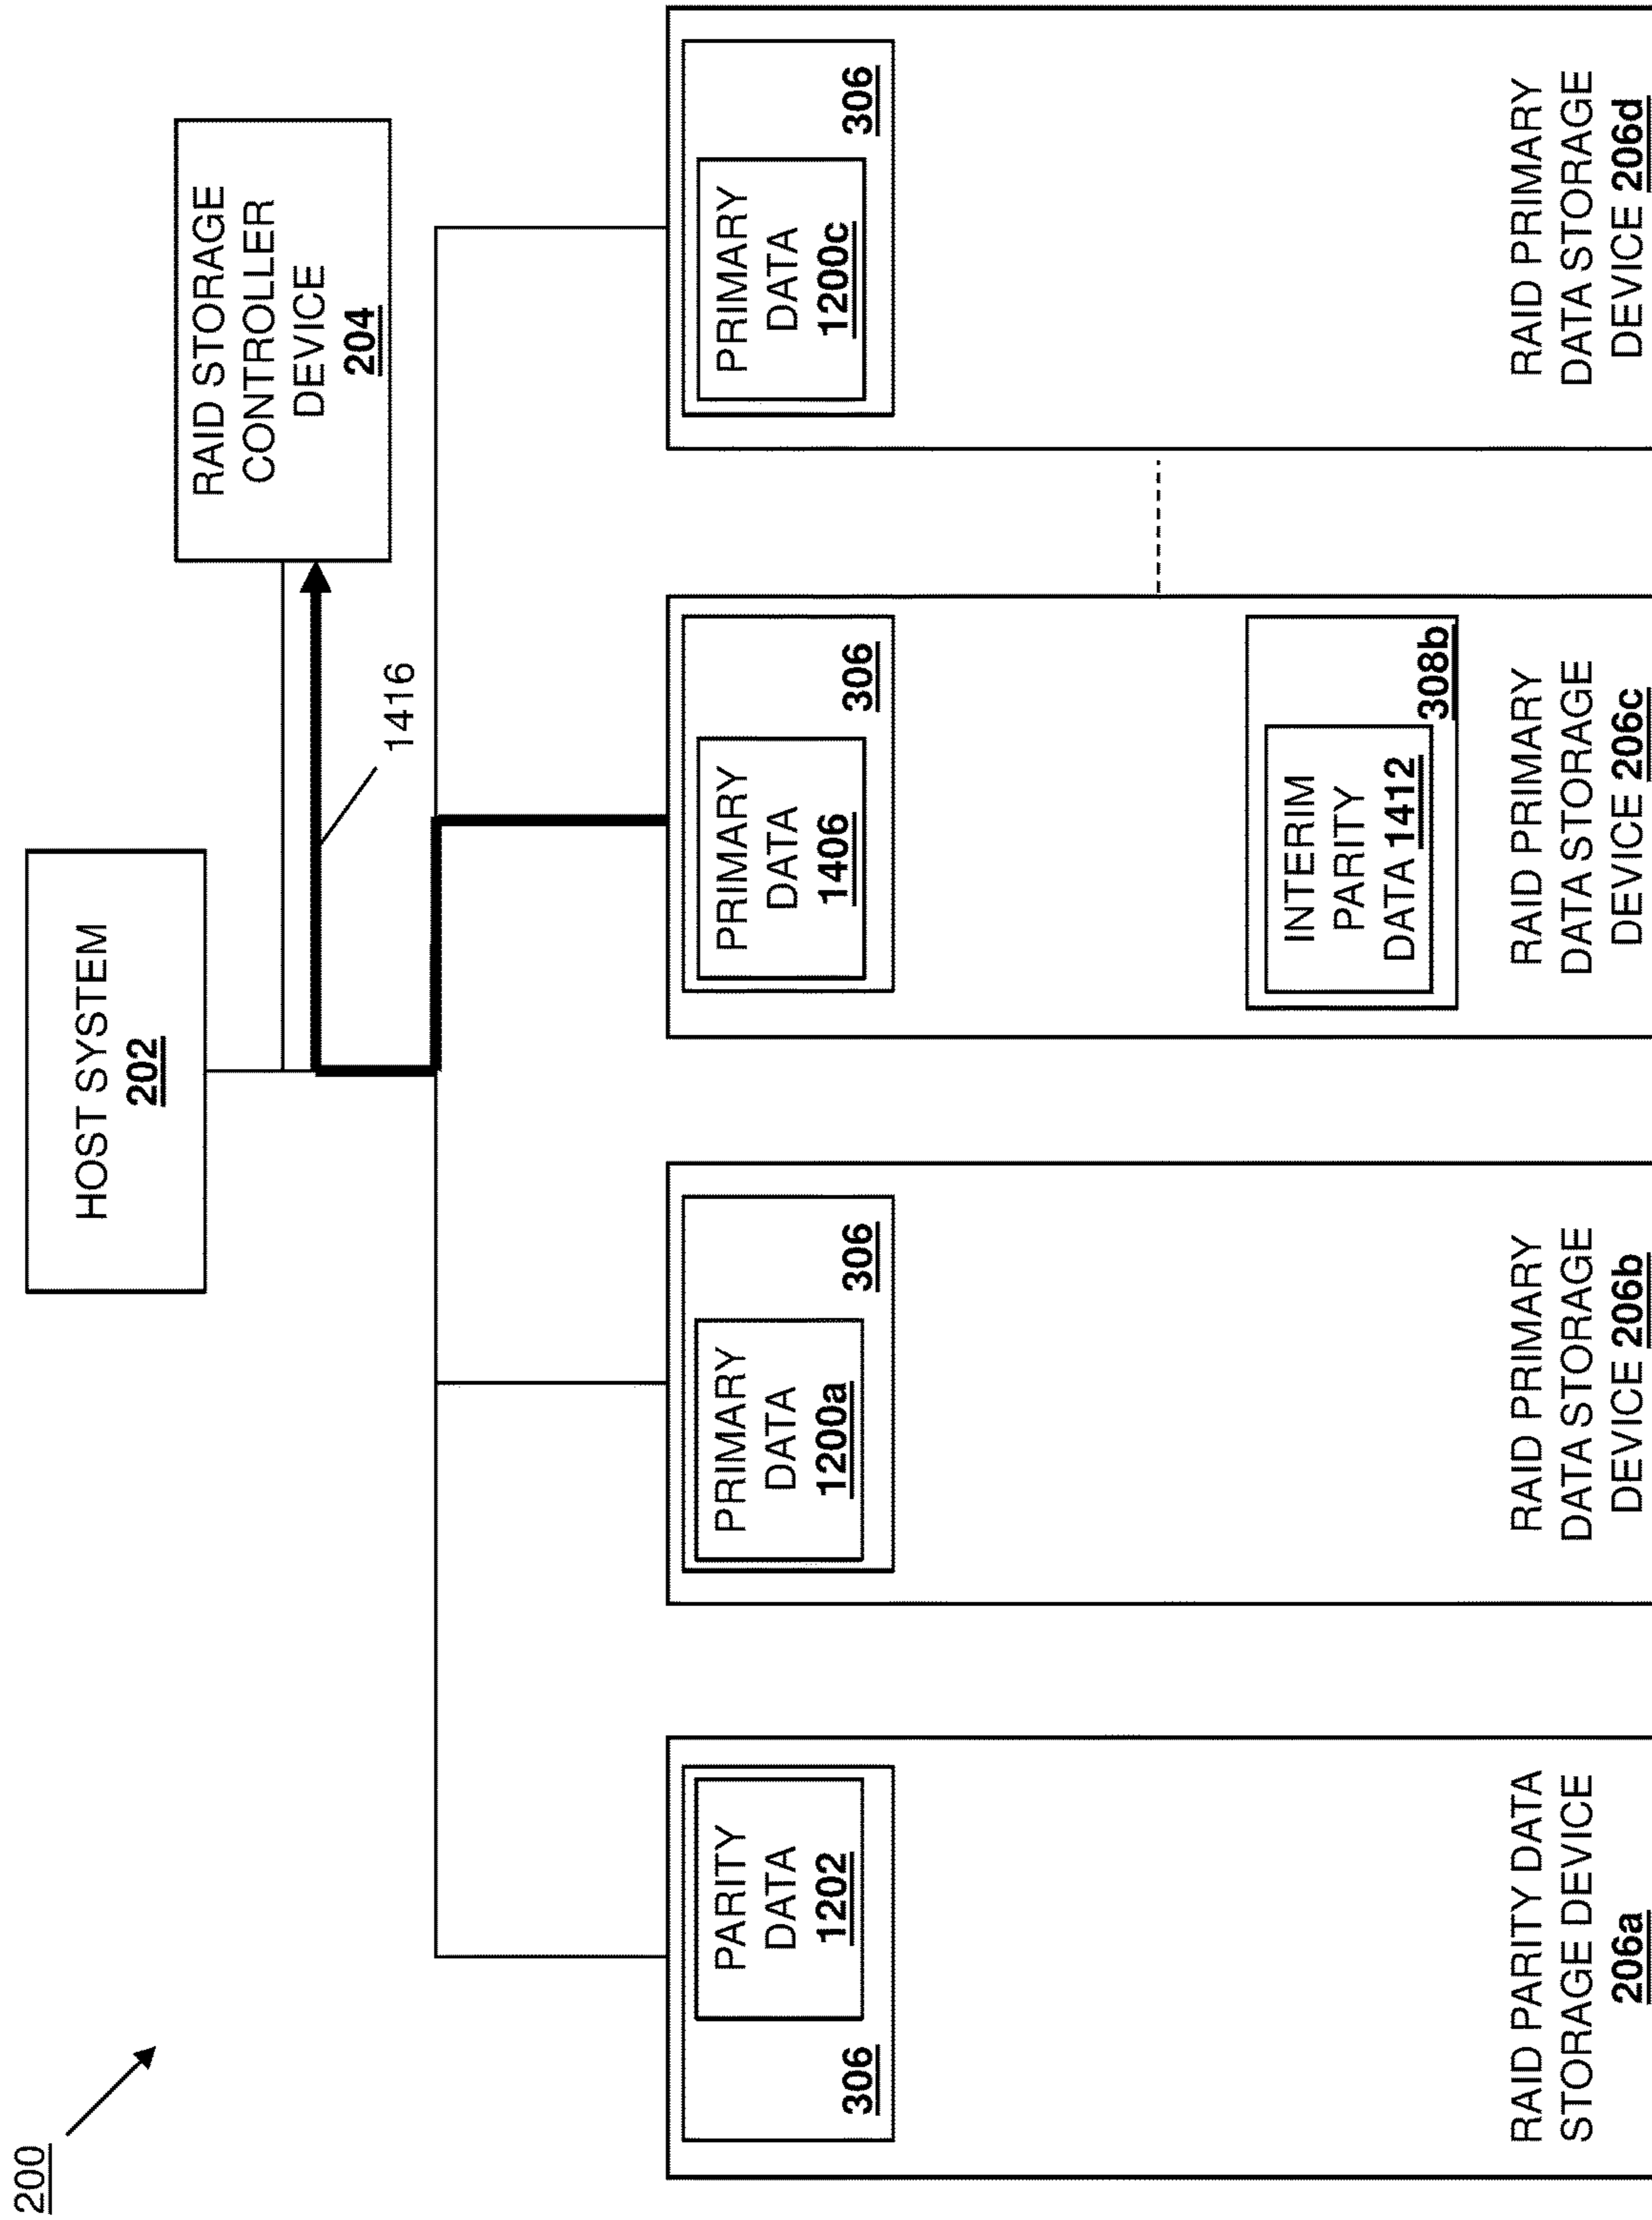 200
HOST SYSTEM
202
RAID STORAGE
CONTROLLER
DEVICE
204
1416
PARITY
DATA
1202
306
RAID PARITY DATA
STORAGE DEVICE
206a
PRIMARY
DATA
1200a
306
RAID PRIMARY
DATA STORAGE
DEVICE 206b
PRIMARY
DATA
1406
306
INTERIM
PARITY
DATA 1412
308b
RAID PRIMARY
DATA STORAGE
DEVICE 206c
PRIMARY
DATA
1200c
306
RAID PRIMARY
DATA STORAGE
DEVICE 206d